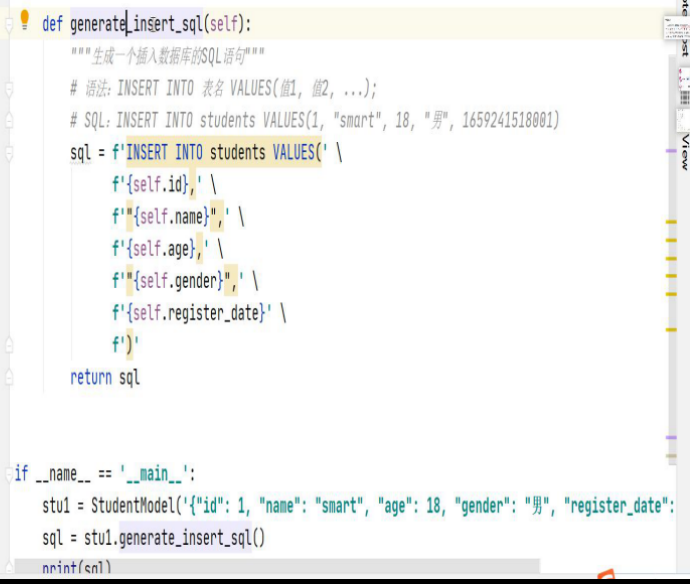 def generate_insert_sql(self):
"""生成一个插入数据库的SQL语句"""
# 语法：INSERT INTO 表名 VALUES(值1, 值2, ...);
# SQL：INSERT INTO students VALUES(1, "smart", 18, "男", 1659241518001)
sql = f'INSERT INTO students VALUES(' \
f'{self.id},' \
f'"{self.name}",' \
f'{self.age},' \
f'"{self.gender}",' \
f'{self.register_date}' \
f')'
return sql
if __name__ == '__main__':
stu1 = StudentModel('{"id": 1, "name": "smart", "age": 18, "gender": "男", "register_date":
sql = stu1.generate_insert_sql()
print(sql)
View